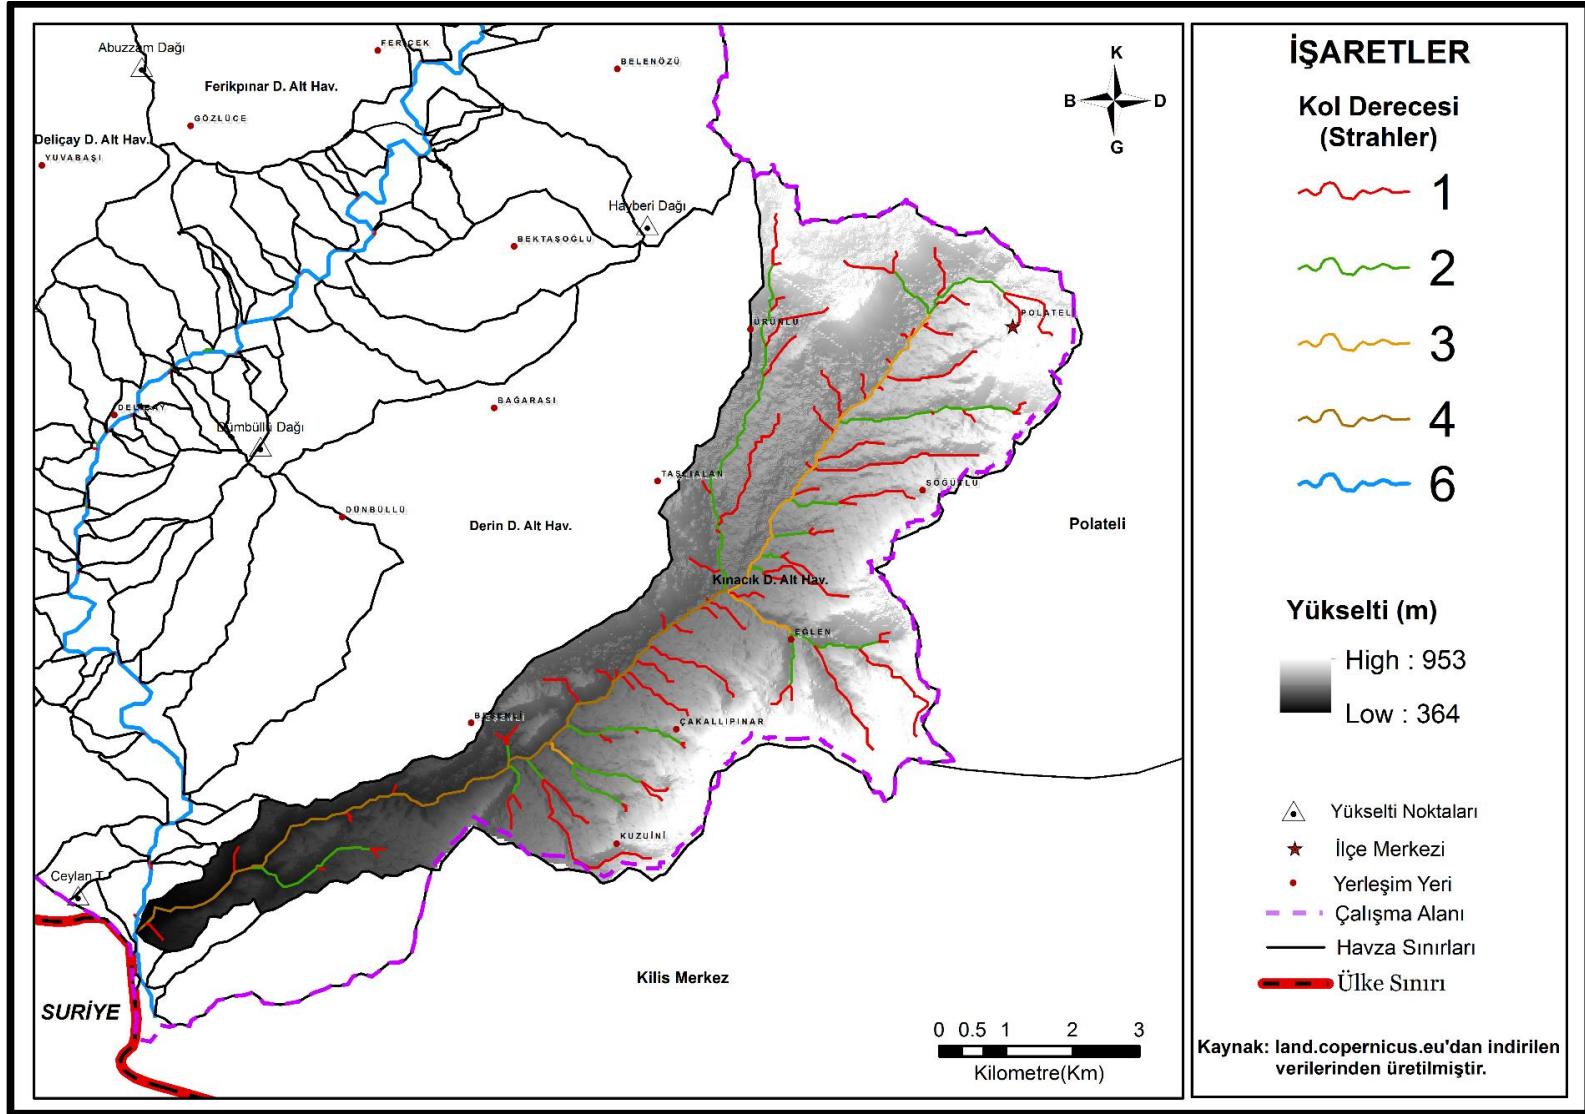 Abuzzam Dağı
FERİCEK
BELENÖZÜ
Ferikpınar D. Alt Hav.
GÖZLÜCE
Deliçay D. Alt Hav.
YUVABAŞI
K
B
D
G
Hayberi Dağı
BEKTAŞOĞLU
ÜRÜNLÜ
POLATELİ
DELİÇAY
BAĞARASI
Dümbüllü Dağı
TAŞLIALAN
SÖĞÜTLÜ
DÜNBÜLLÜ
Derin D. Alt Hav.
Polateli
Kınacık D. Alt Hav.
EĞLEN
BEŞENLİ
ÇAKALLIPINAR
KUZUİNİ
Ceylan T.
Kilis Merkez
SURİYE
0 0.5 1 2 3
Kilometre(Km)
İŞARETLER
Kol Derecesi
(Strahler)
1
2
3
4
6
Yükselti (m)
High : 953
Low : 364
Yükselti Noktaları
İlçe Merkezi
Yerleşim Yeri
Çalışma Alanı
Havza Sınırları
Ülke Sınırı
Kaynak: land.copernicus.eu'dan indirilen
verilerinden üretilmiştir.